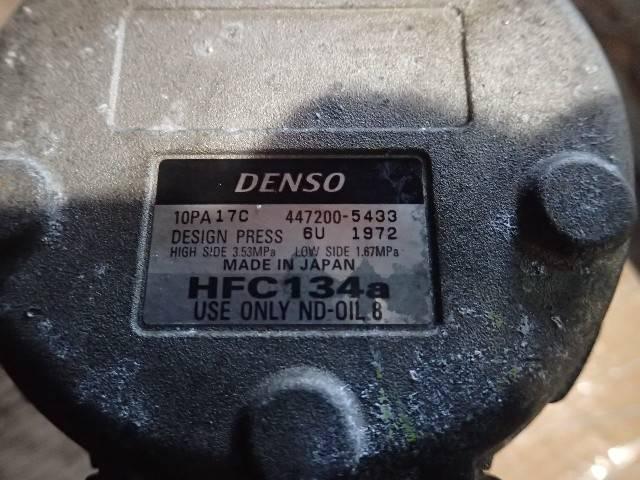 DENSO
10PA17C 447200-5433
DESIGN PRESS 6U 1972
HIGH SIDE 3.53MPa LOW SIDE 1.67MPa
MADE IN JAPAN
HFC134a
USE ONLY ND-OIL 8